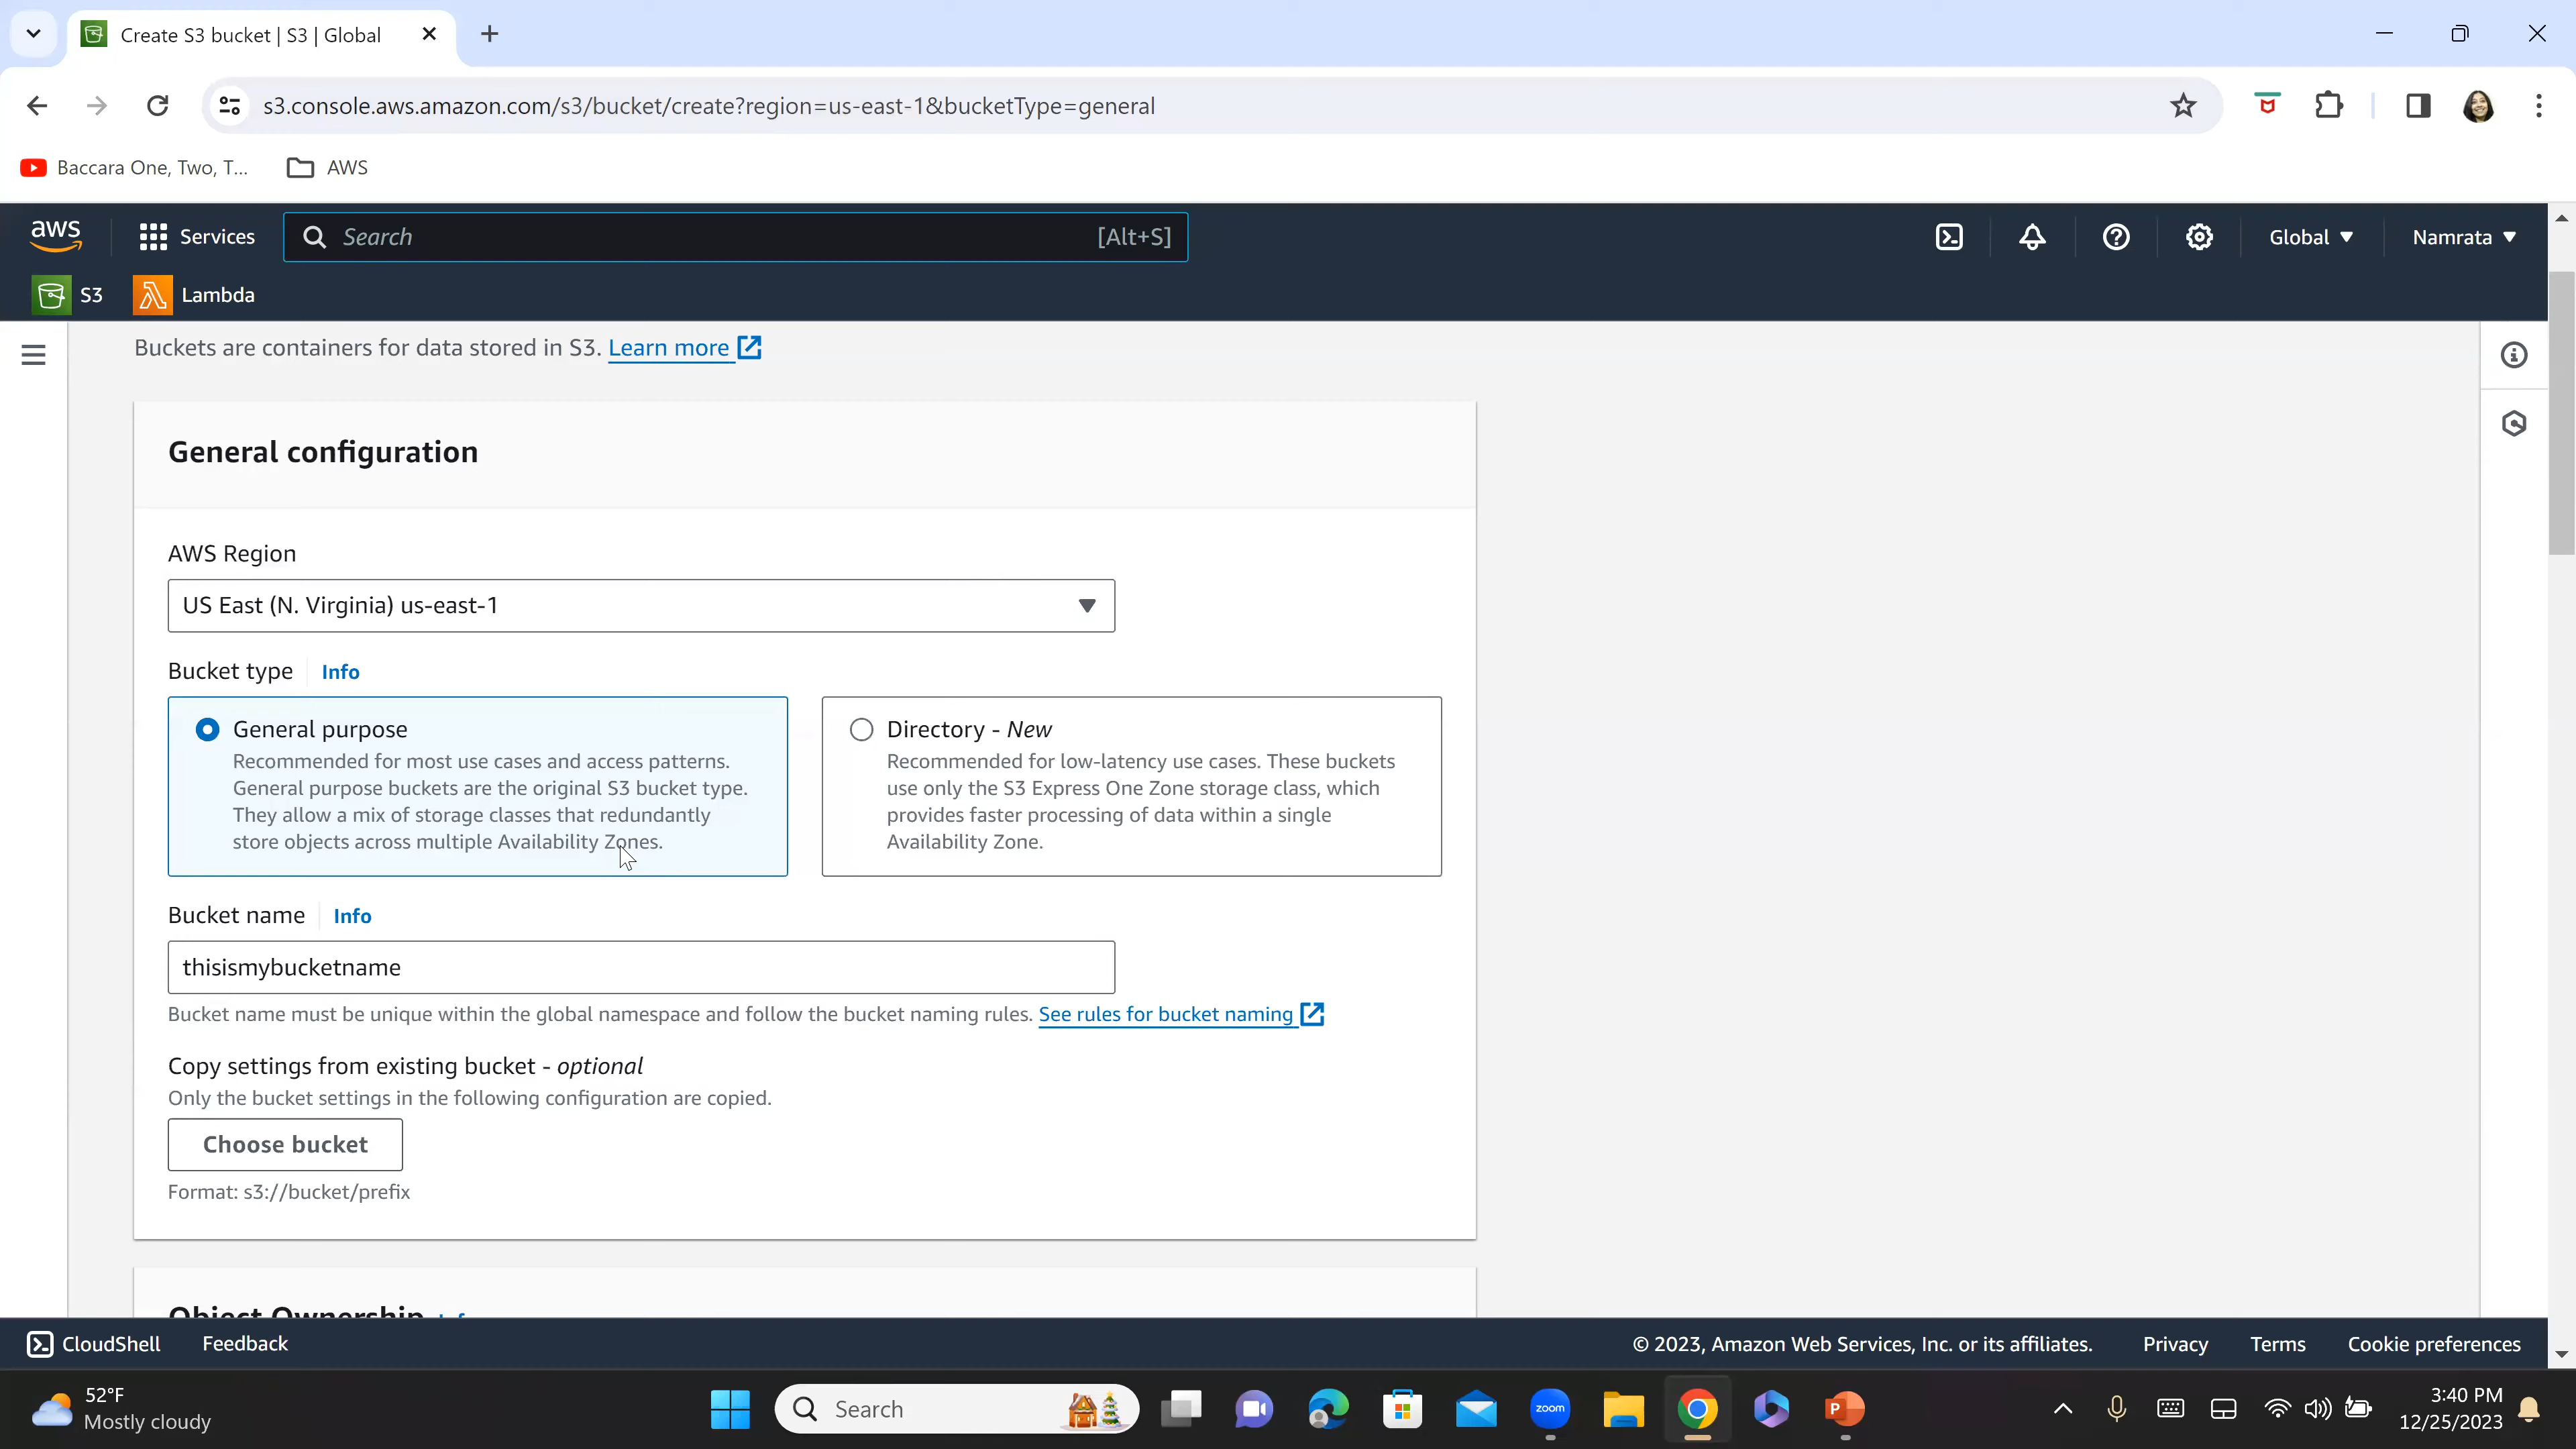 Create S3 bucket | S3 | Global
s3.console.aws.amazon.com/s3/bucket/create?region=us-east-1&bucketType=general
Baccara One, Two, T...
AWS
aws
Services
Search
[Alt+S]
Global
Namrata
S3
Lambda
Buckets are containers for data stored in S3. Learn more
General configuration
AWS Region
US East (N. Virginia) us-east-1
Bucket type
Info
General purpose
Recommended for most use cases and access patterns.
General purpose buckets are the original S3 bucket type.
They allow a mix of storage classes that redundantly
store objects across multiple Availability Zones.
Directory - New
Recommended for low-latency use cases. These buckets
use only the S3 Express One Zone storage class, which
provides faster processing of data within a single
Availability Zone.
Bucket name
Info
thisismybucketname
Bucket name must be unique within the global namespace and follow the bucket naming rules. See rules for bucket naming
Copy settings from existing bucket - optional
Only the bucket settings in the following configuration are copied.
Choose bucket
Format: s3://bucket/prefix
Object Ownership
Info
CloudShell
Feedback
© 2023, Amazon Web Services, Inc. or its affiliates.
Privacy
Terms
Cookie preferences
52°F
Mostly cloudy
Search
zoom
P
3:40 PM
12/25/2023